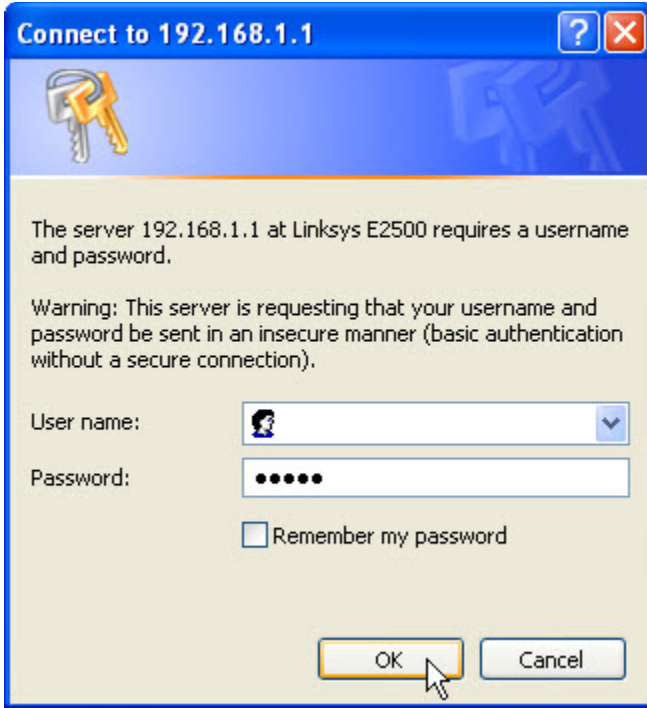 Connect to 192.168.1.1
The server 192.168.1.1 at Linksys E2500 requires a username
and password.
Warning: This server is requesting that your username and
password be sent in an insecure manner (basic authentication
without a secure connection).
User name:
Password: •••••
Remember my password
OK Cancel